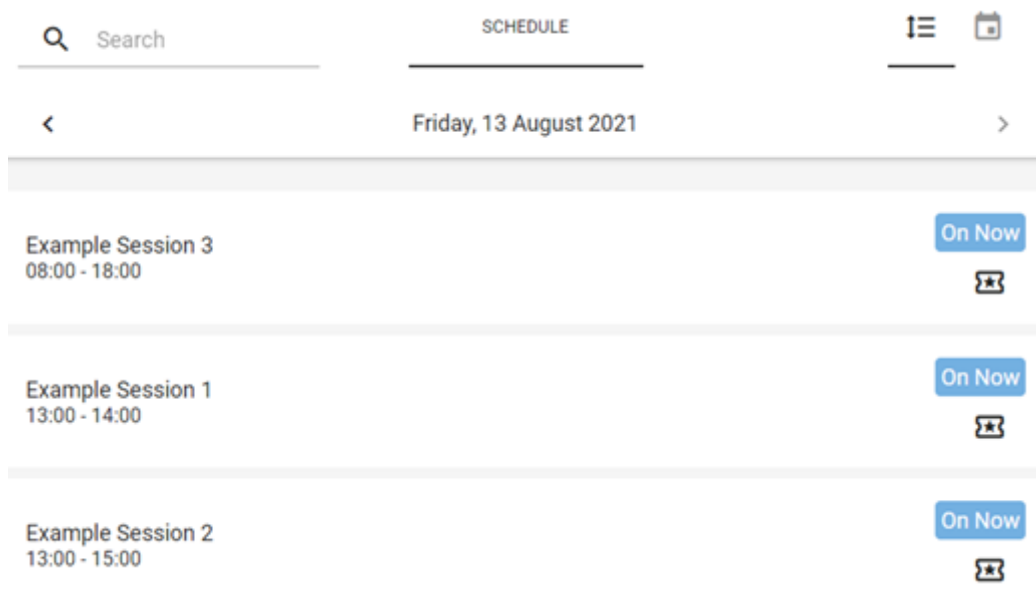 Search
SCHEDULE
Friday, 13 August 2021
Example Session 3
08:00 - 18:00
On Now
Example Session 1
13:00 - 14:00
On Now
Example Session 2
13:00 - 15:00
On Now